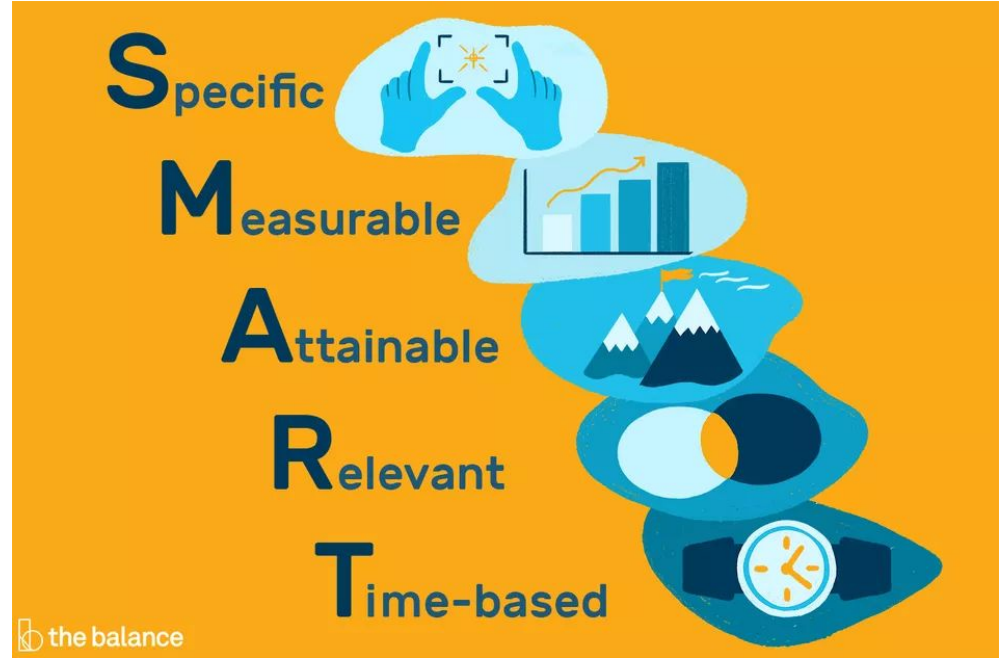 Specific
Measurable
Attainable
Relevant
Time-based
the balance